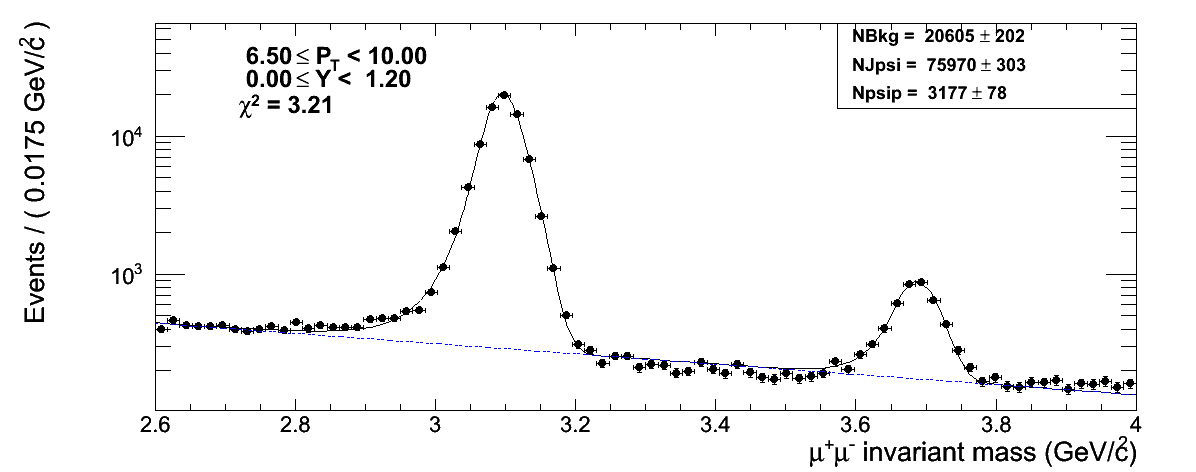 Events / ( 0.0175 GeV/c²)
6.50 ≤ P_T < 10.00
0.00 ≤ Y < 1.20
χ² = 3.21
NBkg = 20605 ± 202
NJpsi = 75970 ± 303
Npsip = 3177 ± 78
10⁴
10³
2.6 2.8 3 3.2 3.4 3.6 3.8 4
μ⁺μ⁻ invariant mass (GeV/c²)